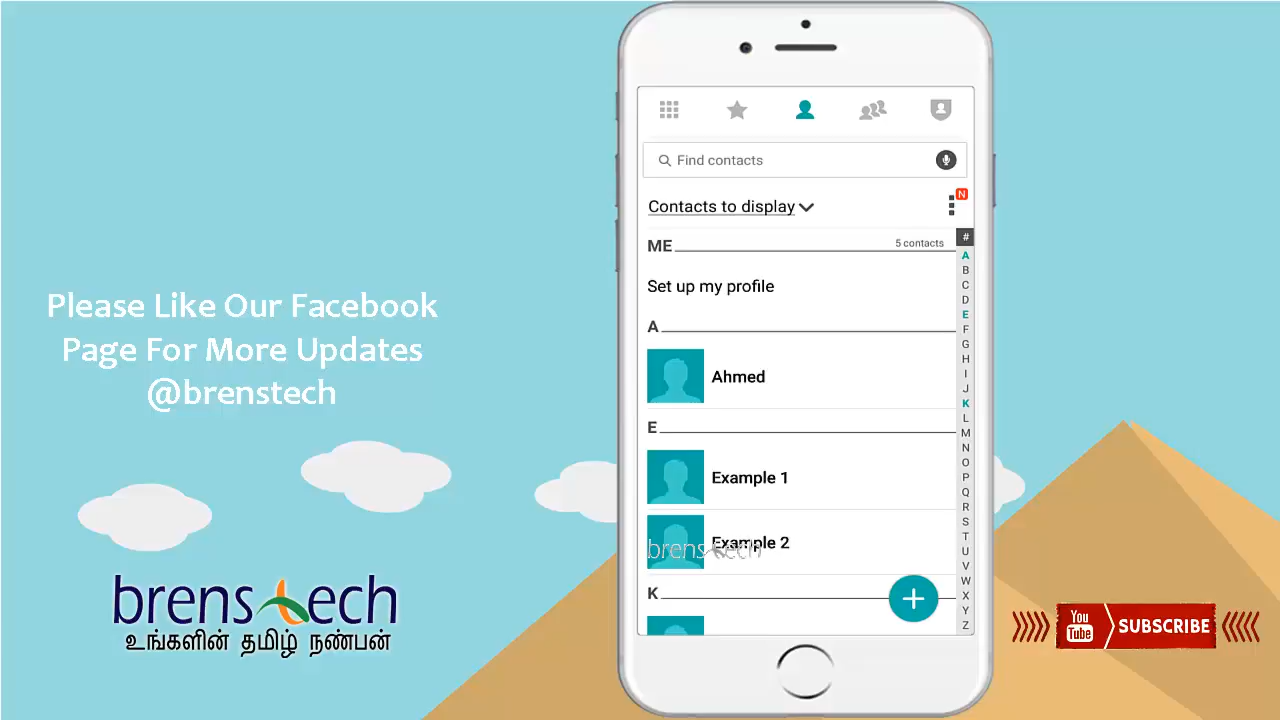 Find contacts
Contacts to display
N
ME
5 contacts
#
Set up my profile
A
Ahmed
E
Example 1
Example 2
brenstech
K
A
B
C
D
E
F
G
H
I
J
K
L
M
N
O
P
Q
R
S
T
U
V
W
X
Y
Z
Please Like Our Facebook
Page For More Updates
@brenstech
brenstech
உங்களின் தமிழ் நண்பன்
You
Tube
SUBSCRIBE